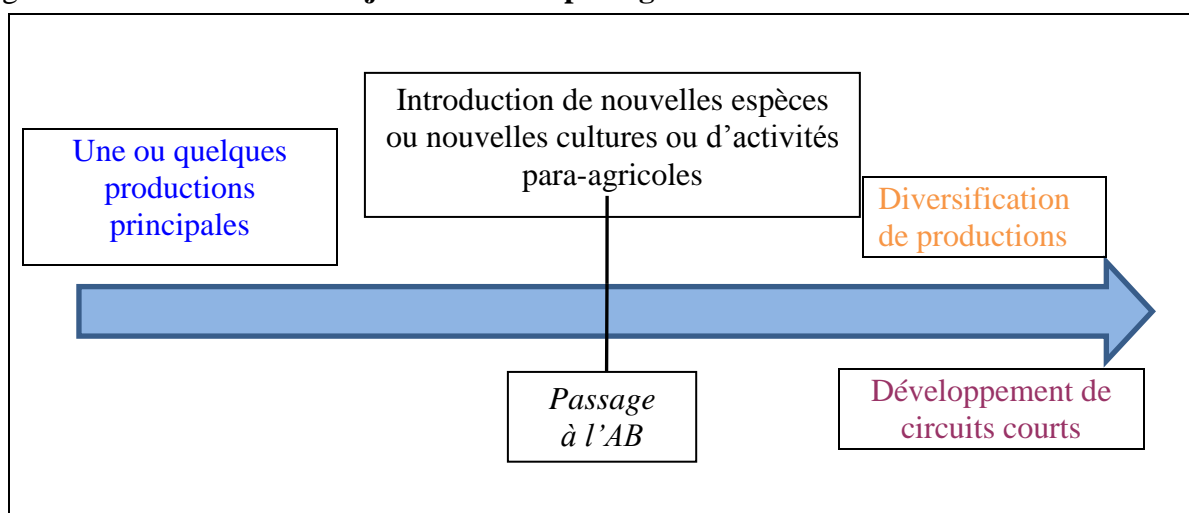 Une ou quelques
productions
principales
Introduction de nouvelles espèces
ou nouvelles cultures ou d’activités
para-agricoles
Diversification
de productions
Passage
à l’AB
Développement de
circuits courts